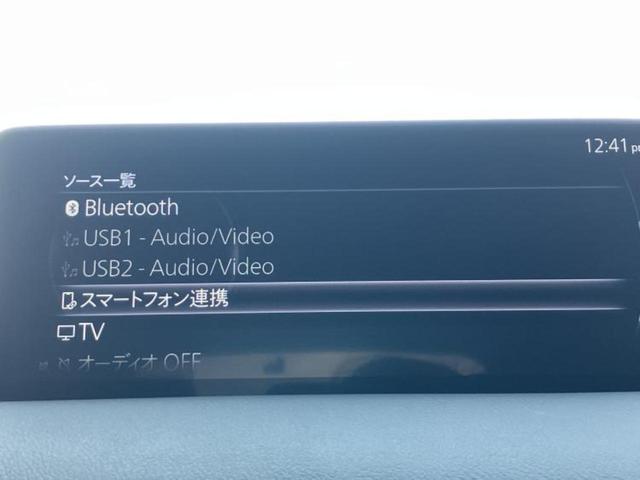 12:41
ソース一覧
Bluetooth
USB1 - Audio/Video
USB2 - Audio/Video
スマートフォン連携
TV
オーディオ OFF